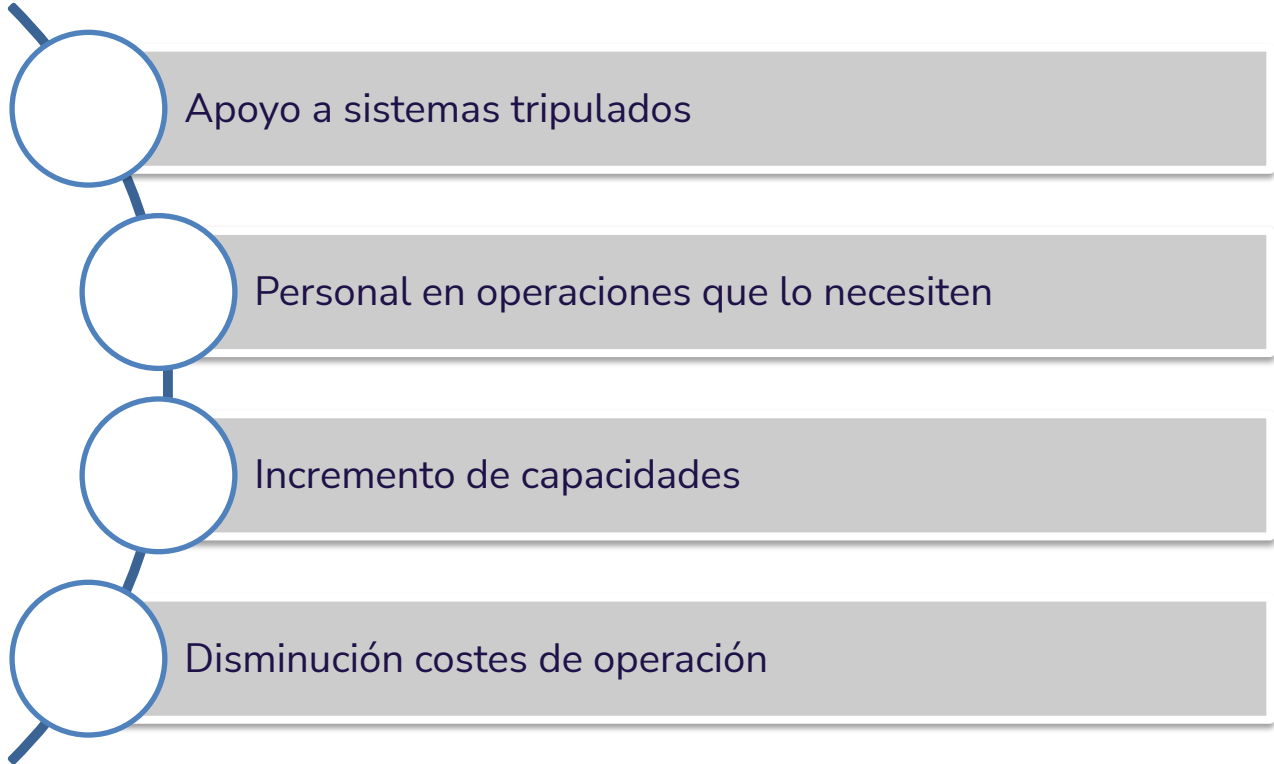 Apoyo a sistemas tripulados
Personal en operaciones que lo necesiten
Incremento de capacidades
Disminución costes de operación